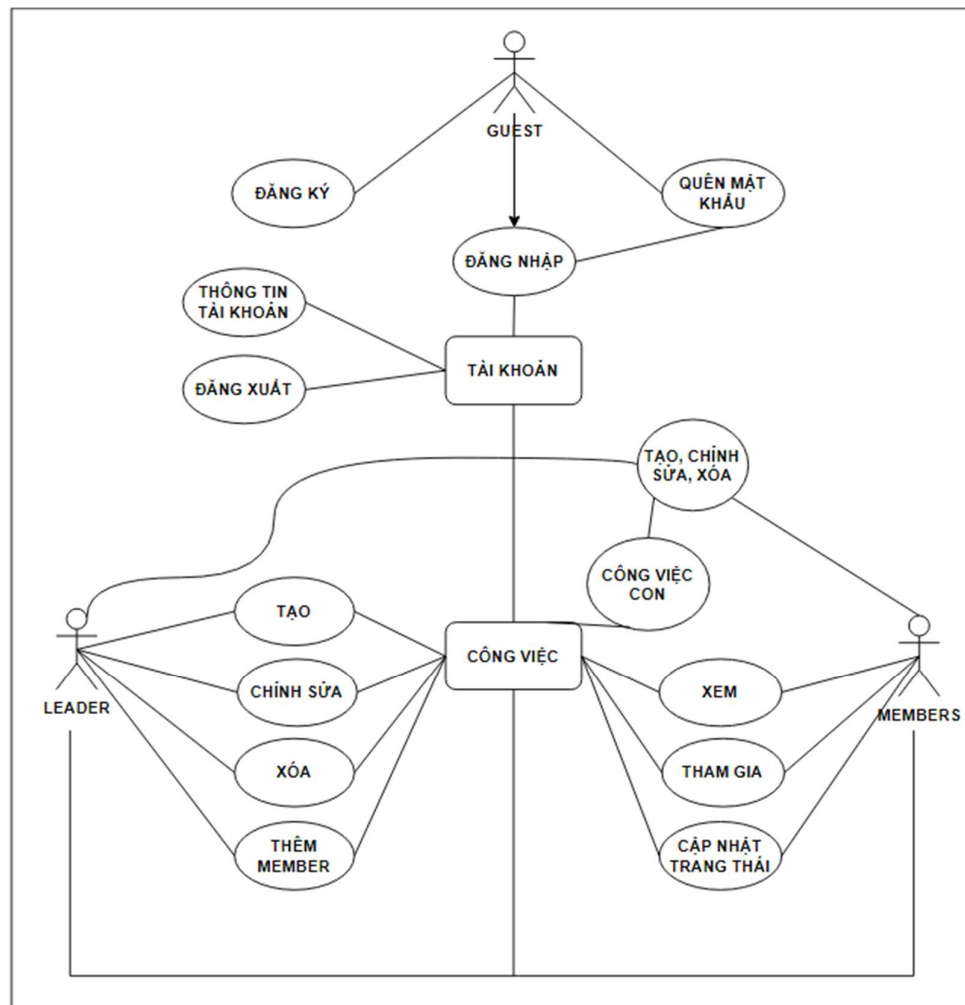 GUEST
ĐĂNG KÝ
QUÊN MẬT
KHẨU
ĐĂNG NHẬP
THÔNG TIN
TÀI KHOẢN
TÀI KHOẢN
ĐĂNG XUẤT
TẠO, CHỈNH
SỬA, XÓA
CÔNG VIỆC
CON
TẠO
CÔNG VIỆC
LEADER
CHỈNH SỬA
XEM
MEMBERS
XÓA
THAM GIA
THÊM
MEMBER
CẬP NHẬT
TRANG THÁI